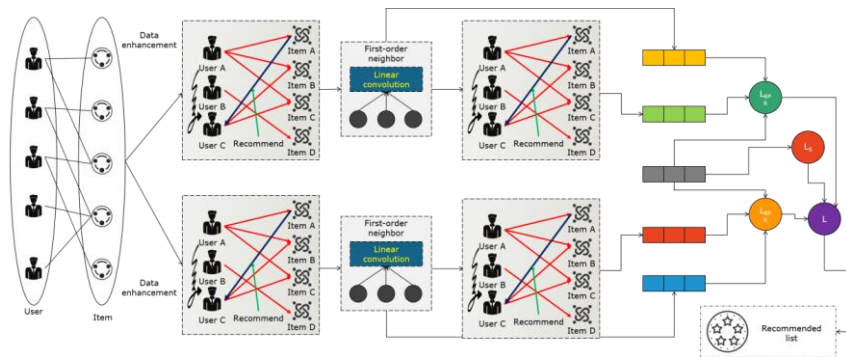 Data
enhancement
User A
User B
User C
Recommend
Item A
Item B
Item C
Item D
First-order
neighbor
Linear
convolution
User A
User B
User C
Recommend
Item A
Item B
Item C
Item D
L_S
User
Item
Data
enhancement
User A
User B
User C
Recommend
Item A
Item B
Item C
Item D
First-order
neighbor
Linear
convolution
User A
User B
User C
Recommend
Item A
Item B
Item C
Item D
L
Recommended
list